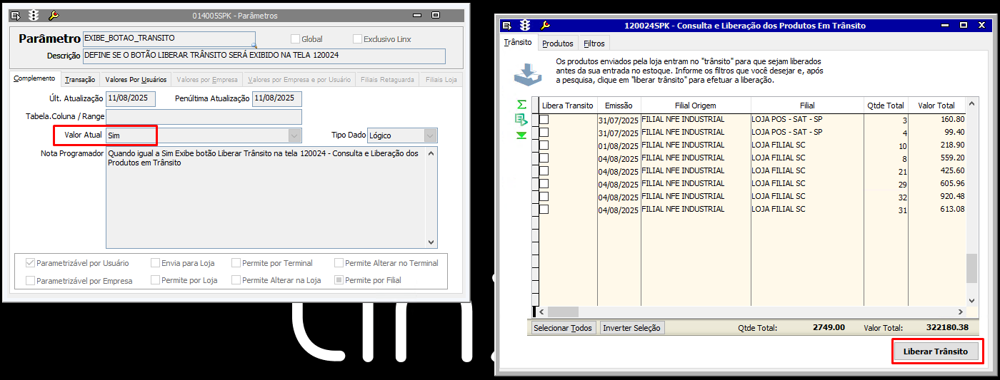 014005SPK - Parâmetros
Parâmetro EXIBE_BOTAO_TRANSITO Global Exclusivo Linx
Descrição DEFINE SE O BOTÃO LIBERAR TRÂNSITO SERÁ EXIBIDO NA TELA 120024
Complemento Transação Valores Por Usuários Valores por Empresa Valores por Empresa e por Usuário Filiais Retaguarda Filiais Loja
Últ. Atualização 11/08/2025 Penúltima Atualização 11/08/2025
Tabela.Coluna / Range
Valor Atual Sim Tipo Dado Lógico
Nota Programador Quando igual a Sim Exibe botão Liberar Trânsito na tela 120024 - Consulta e Liberação dos
Produtos em Trânsito
Parametrizável por Usuário Envia para Loja Permite por Terminal Permite Alterar no Terminal
Parametrizável por Empresa Permite por Loja Permite Alterar na Loja Permite por Filial
120024SPK - Consulta e Liberação dos Produtos Em Trânsito
Trânsito Produtos Filtros
Os produtos enviados pela loja entram no "trânsito" para que sejam liberados
antes da sua entrada no estoque. Informe os filtros que você desejar e, após
a pesquisa, clique em "liberar trânsito" para efetuar a liberação.
Libera Transito Emissão Filial Origem Filial Qtde Total Valor Total
31/07/2025 FILIAL NFE INDUSTRIAL LOJA POS - SAT - SP 3 160.80
31/07/2025 FILIAL NFE INDUSTRIAL LOJA POS - SAT - SP 4 99.40
01/08/2025 FILIAL NFE INDUSTRIAL LOJA FILIAL SC 10 218.90
04/08/2025 FILIAL NFE INDUSTRIAL LOJA FILIAL SC 8 559.20
04/08/2025 FILIAL NFE INDUSTRIAL LOJA FILIAL SC 21 425.60
04/08/2025 FILIAL NFE INDUSTRIAL LOJA FILIAL SC 29 605.96
04/08/2025 FILIAL NFE INDUSTRIAL LOJA FILIAL SC 32 920.48
04/08/2025 FILIAL NFE INDUSTRIAL LOJA FILIAL SC 31 613.08
Selecionar Todos Inverter Seleção Qtde Total: 2749.00 Valor Total: 322180.38
Liberar Trânsito